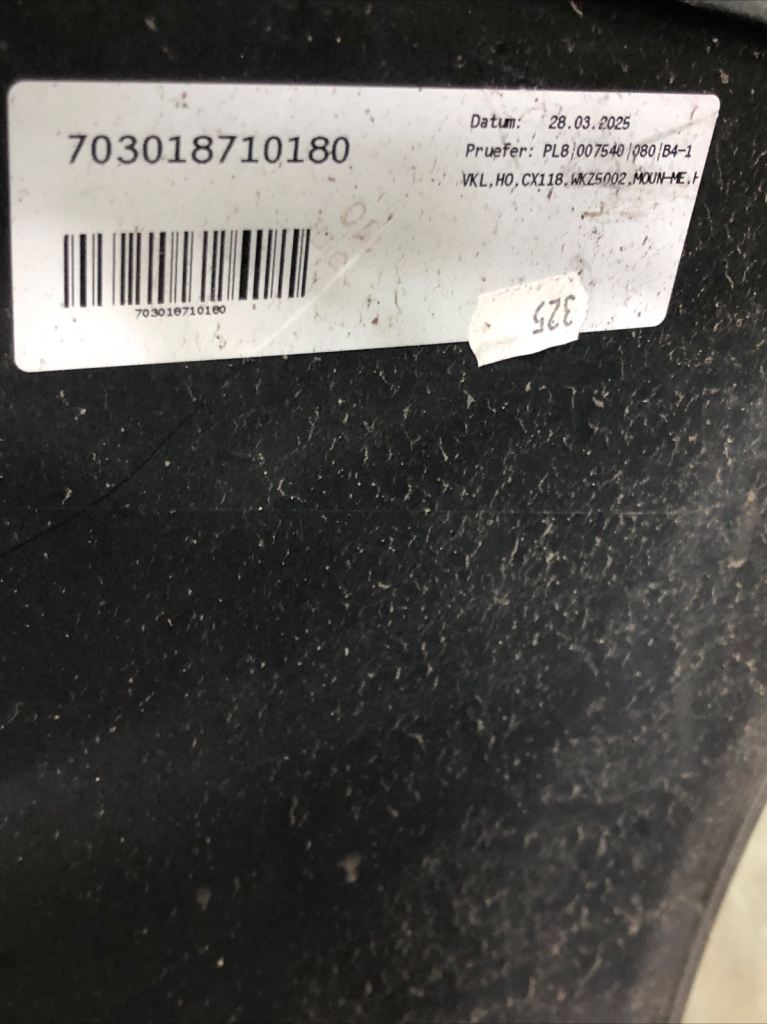 703018710180
Datum: 28.03.2025
Pruefer: PL8|007540|080|B4-1
VKL,HO,CX118,WKZ5002,MOUN-ME,H
703018710180
325